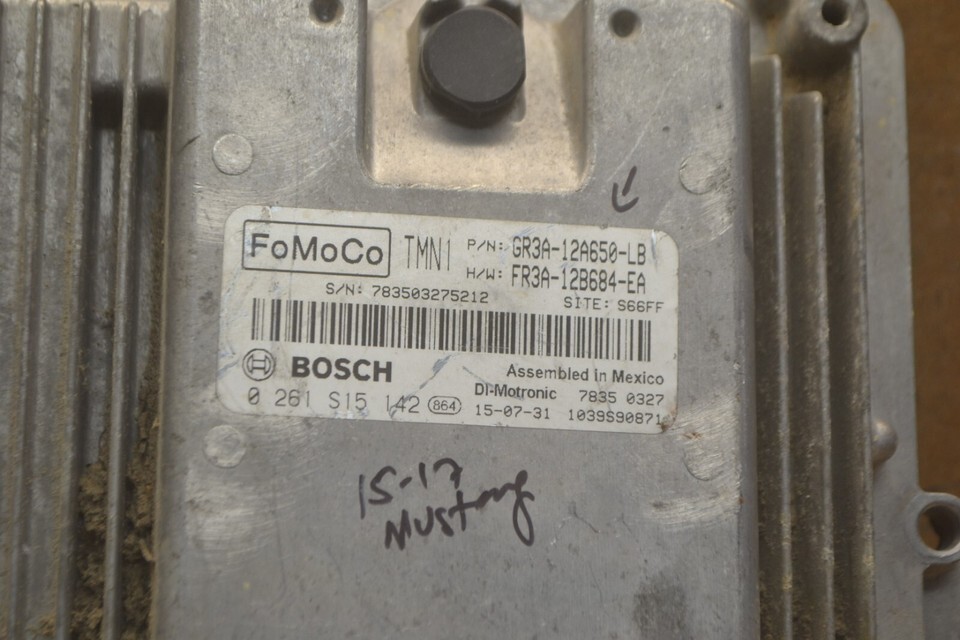 FoMoCo TMN1 P/N: GR3A-12A650-LB
H/W: FR3A-12B684-EA
S/N: 783503275212 SITE: S66FF
BOSCH Assembled in Mexico
DI-Motronic 7835 0327
0 261 S15 142 864 15-07-31 1039S90871
15-17
Mustang